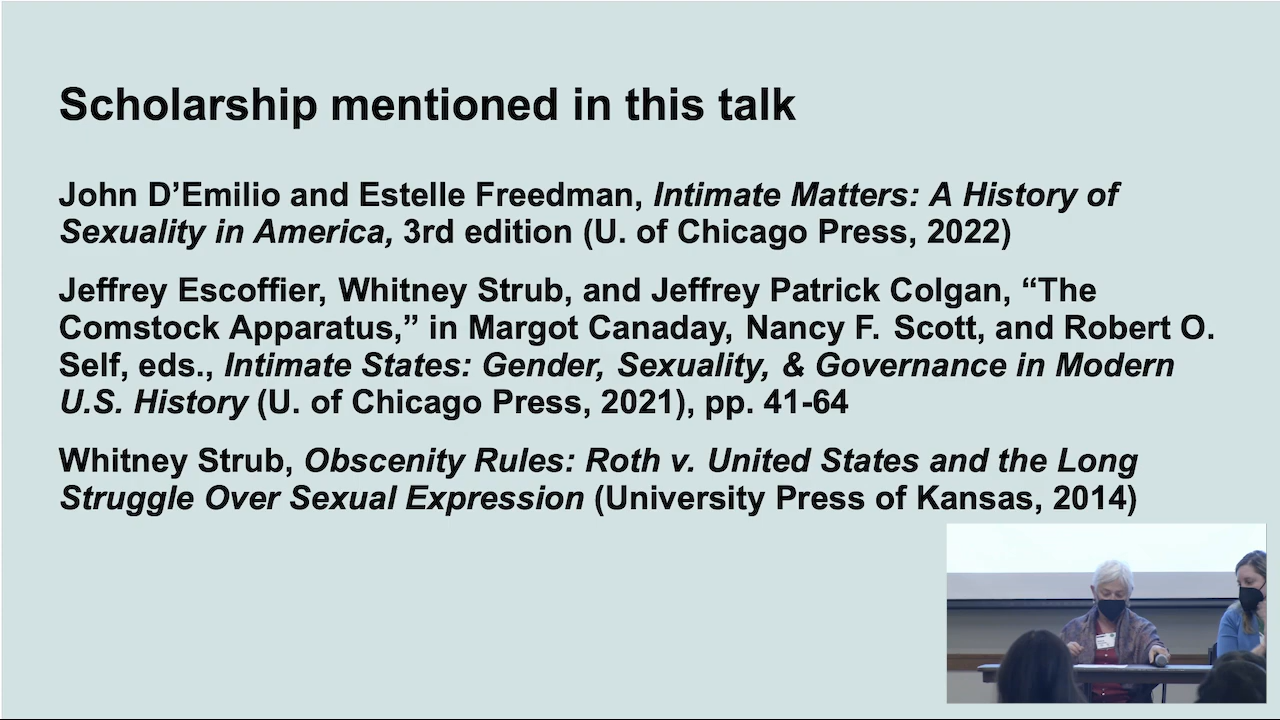 Scholarship mentioned in this talk
John D’Emilio and Estelle Freedman, Intimate Matters: A History of
Sexuality in America, 3rd edition (U. of Chicago Press, 2022)
Jeffrey Escoffier, Whitney Strub, and Jeffrey Patrick Colgan, “The
Comstock Apparatus,” in Margot Canaday, Nancy F. Scott, and Robert O.
Self, eds., Intimate States: Gender, Sexuality, & Governance in Modern
U.S. History (U. of Chicago Press, 2021), pp. 41-64
Whitney Strub, Obscenity Rules: Roth v. United States and the Long
Struggle Over Sexual Expression (University Press of Kansas, 2014)